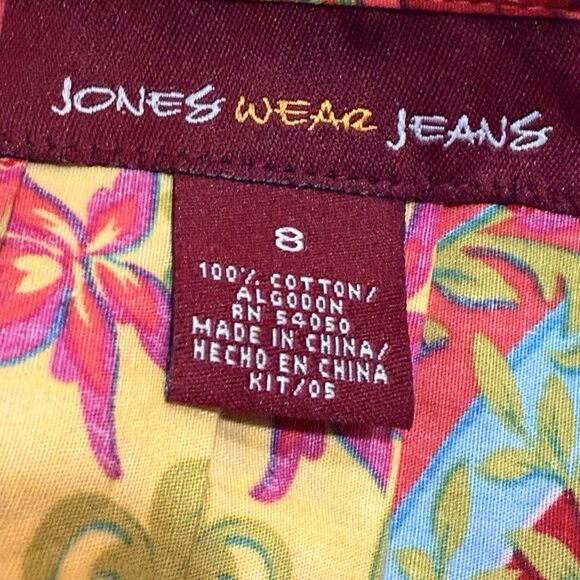 JONES WEAR JEANS
8
100% COTTON/
ALGODON
RN 54050
MADE IN CHINA/
HECHO EN CHINA
KIT/05